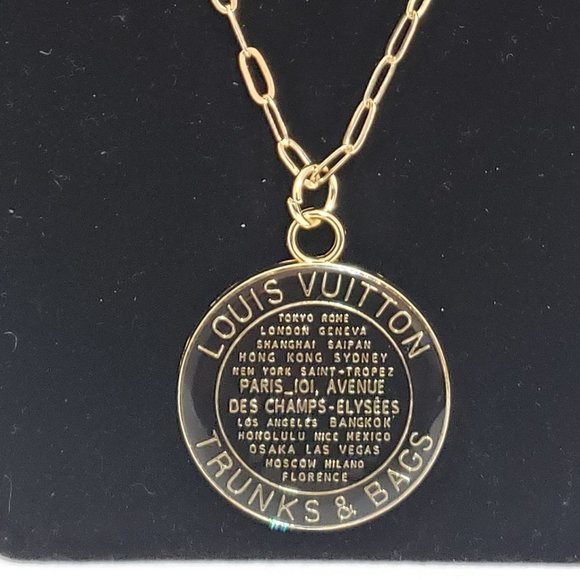 LOUIS VUITTON
TOKYO ROME
LONDON GENEVA
SHANGHAI SAIPAN
HONG KONG SYDNEY
NEW YORK SAINT-TROPEZ
PARIS_101, AVENUE
DES CHAMPS-ELYSÉES
LOS ANGELES BANGKOK
HONOLULU NICE MEXICO
OSAKA LAS VEGAS
MOSCOW MILANO
FLORENCE
TRUNKS & BAGS